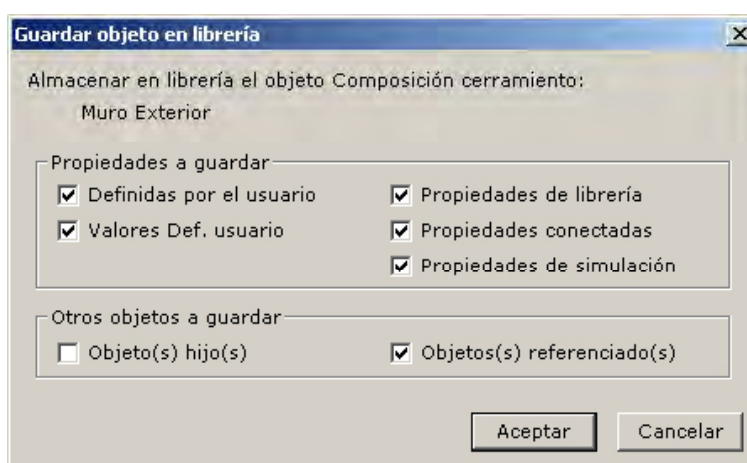 Guardar objeto en librería
Almacenar en librería el objeto Composición cerramiento:
Muro Exterior
Propiedades a guardar
Definidas por el usuario
Propiedades de librería
Valores Def. usuario
Propiedades conectadas
Propiedades de simulación
Otros objetos a guardar
Objeto(s) hijo(s)
Objetos(s) referenciado(s)
Aceptar
Cancelar